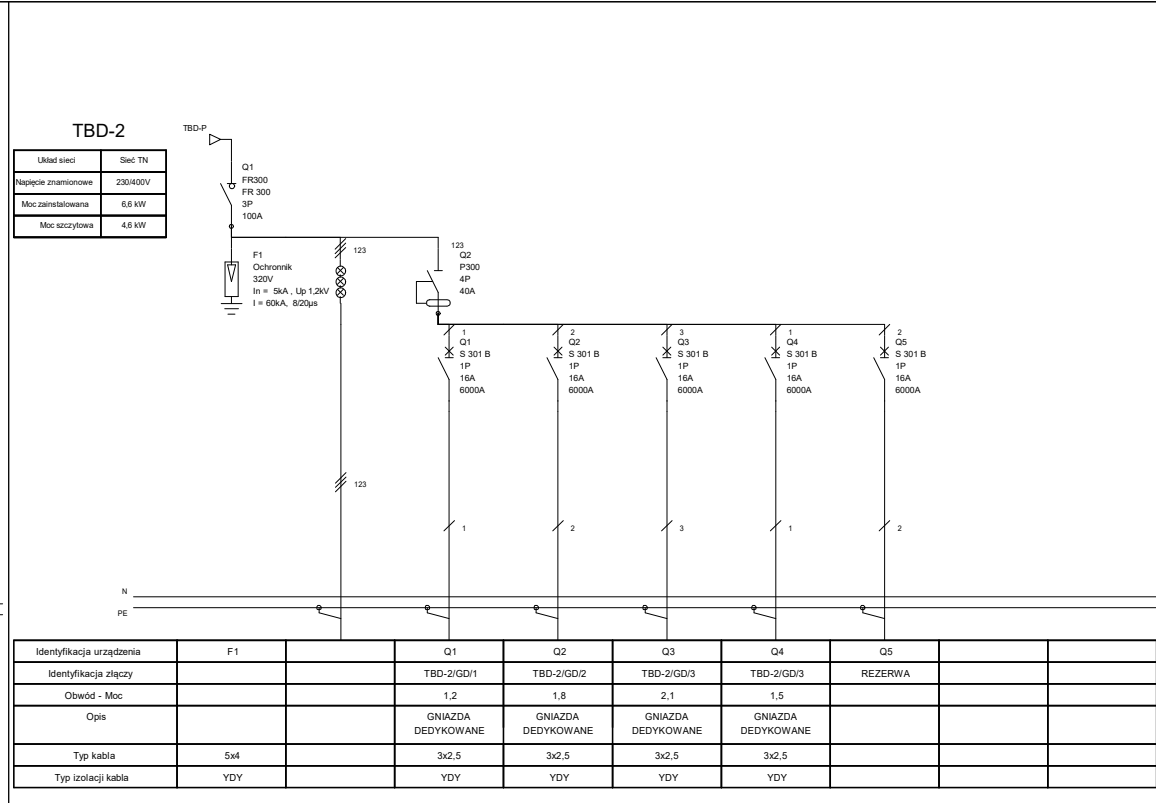 TBD-2
Układ sieci Sieć TN
Napięcie znamionowe 230/400V
Moc zainstalowana 6,6 kW
Moc szczytowa 4,6 kW
TBD-P
Q1
FR300
FR 300
3P
100A
F1
Ochronnik
320V
In = 5kA , Up 1,2kV
I = 60kA, 8/20µs
123
123
123
Q2
P300
4P
40A
1
Q1
S 301 B
1P
16A
6000A
1
2
Q2
S 301 B
1P
16A
6000A
2
3
Q3
S 301 B
1P
16A
6000A
3
1
Q4
S 301 B
1P
16A
6000A
1
2
Q5
S 301 B
1P
16A
6000A
2
N
PE
Identyfikacja urządzenia F1 Q1 Q2 Q3 Q4 Q5
Identyfikacja złączy TBD-2/GD/1 TBD-2/GD/2 TBD-2/GD/3 TBD-2/GD/3 REZERWA
Obwód - Moc 1,2 1,8 2,1 1,5
Opis GNIAZDA GNIAZDA GNIAZDA GNIAZDA
DEDYKOWANE DEDYKOWANE DEDYKOWANE DEDYKOWANE
Typ kabla 5x4 3x2,5 3x2,5 3x2,5 3x2,5
Typ izolacji kabla YDY YDY YDY YDY YDY